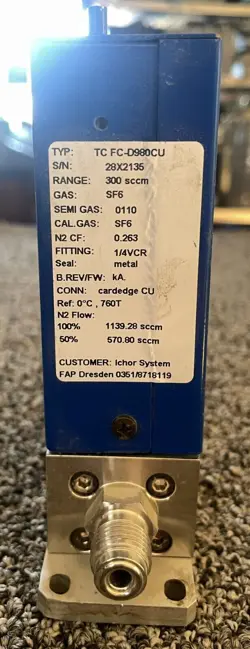 TYP: TC FC-D980CU
S/N: 28X2135
RANGE: 300 sccm
GAS: SF6
SEMI GAS: 0110
CAL.GAS: SF6
N2 CF: 0.263
FITTING: 1/4VCR
Seal: metal
B.REV/FW: kA.
CONN: cardedge CU
Ref: 0°C , 760T
N2 Flow:
100% 1139.28 sccm
50% 570.80 sccm
CUSTOMER: Ichor System
FAP Dresden 0351/8718119